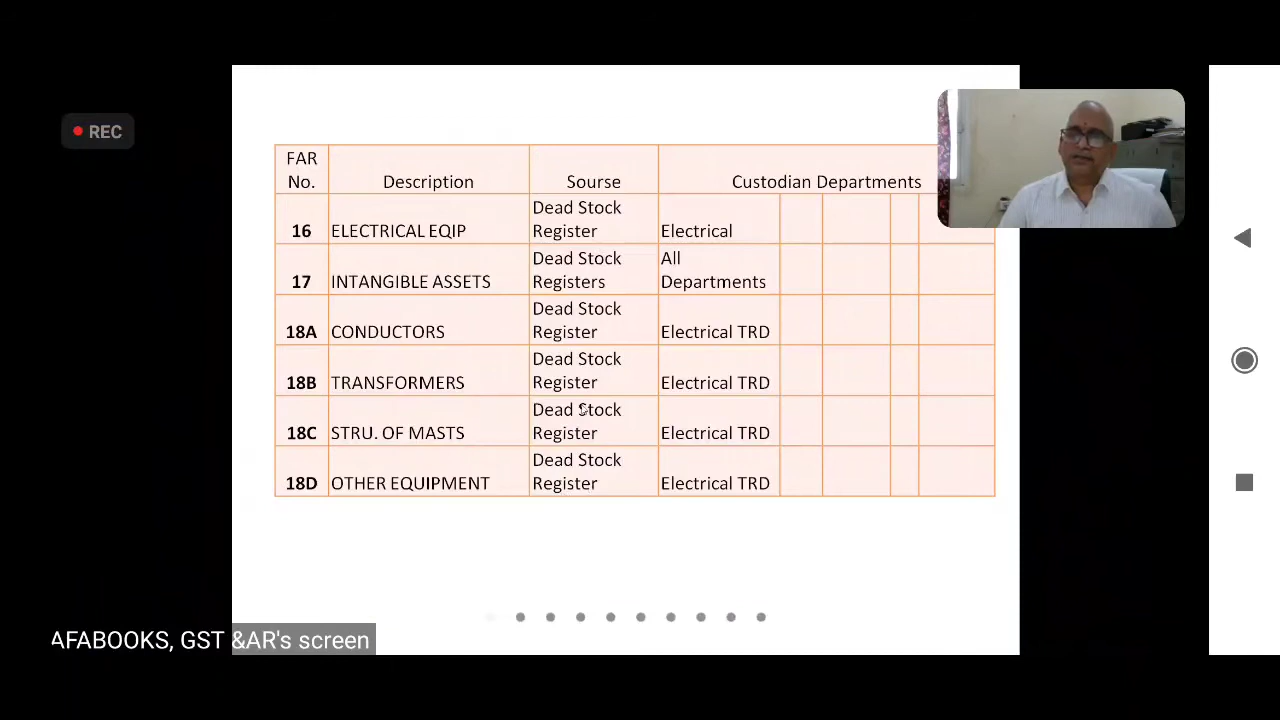 REC
FAR
No.
Description
Sourse
Custodian Departments
16
ELECTRICAL EQIP
Dead Stock
Register
Electrical
17
INTANGIBLE ASSETS
Dead Stock
Registers
All
Departments
18A
CONDUCTORS
Dead Stock
Register
Electrical TRD
18B
TRANSFORMERS
Dead Stock
Register
Electrical TRD
18C
STRU. OF MASTS
Dead Stock
Register
Electrical TRD
18D
OTHER EQUIPMENT
Dead Stock
Register
Electrical TRD
AFABOOKS, GST &AR's screen